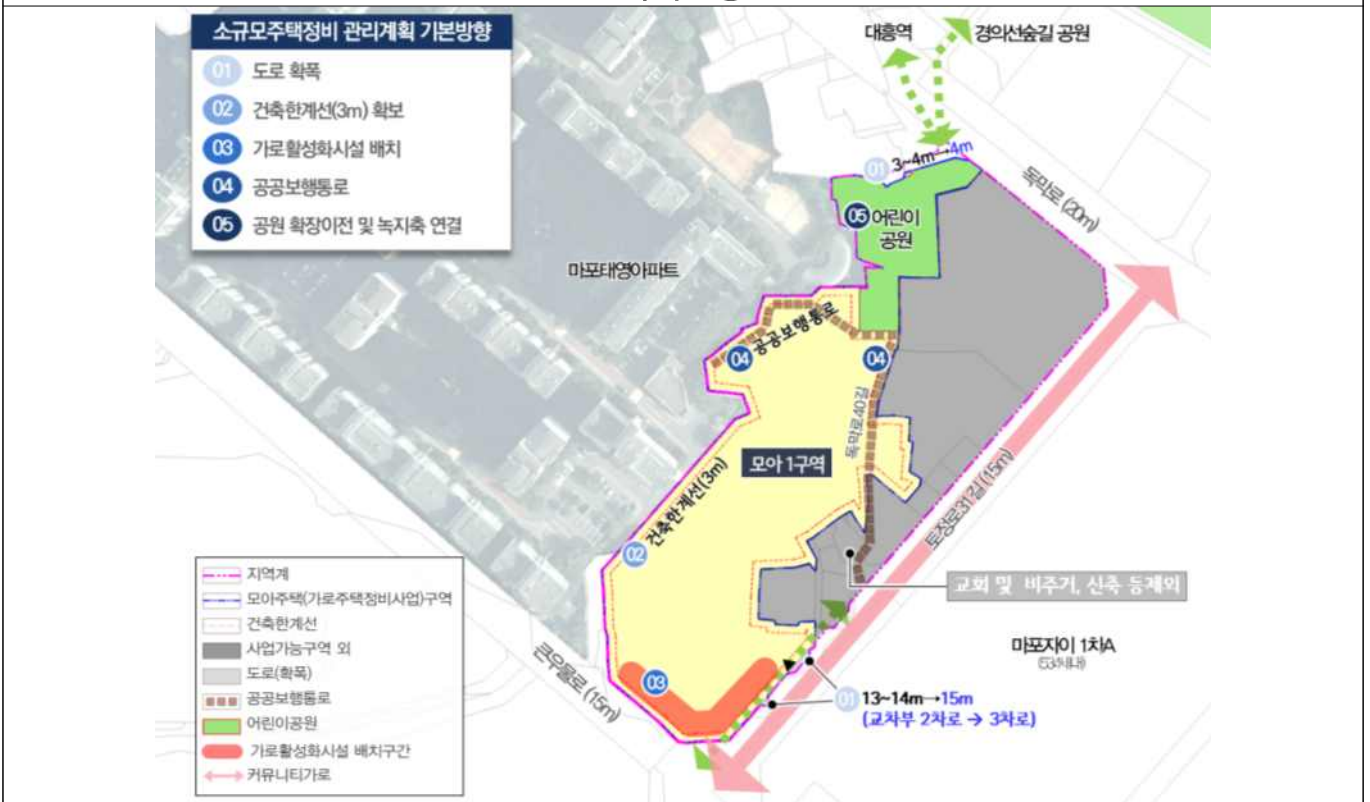 소규모주택정비 관리계획 기본방향
01 도로 확폭
02 건축한계선(3m) 확보
03 가로활성화시설 배치
04 공공보행통로
05 공원 확장이전 및 녹지축 연결
대흥역
경의선숲길 공원
01 3~4m→4m
독막로 (20m)
05 어린이
공원
마포태영아파트
공공보행통로
04
04
독막로40길
모아 1구역
건축한계선(3m)
02
토정로31길 (15m)
교회 및 비주거, 신축 등제외
마포자이 1차A
03
큰우물로 (15m)
01 13~14m→15m
(교차부 2차로 → 3차로)
지역계
모아주택(가로주택정비사업)구역
건축한계선
사업가능구역 외
도로(확폭)
공공보행통로
어린이공원
가로활성화시설 배치구간
커뮤니티가로